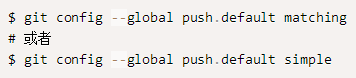 $ git config --global push.default matching
# 或者
$ git config --global push.default simple